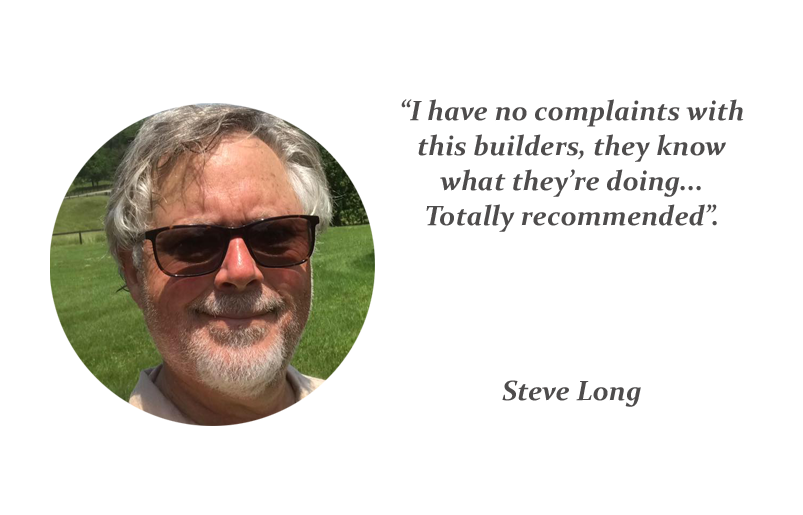 “I have no complaints with
this builders, they know
what they’re doing...
Totally recommended”.
Steve Long